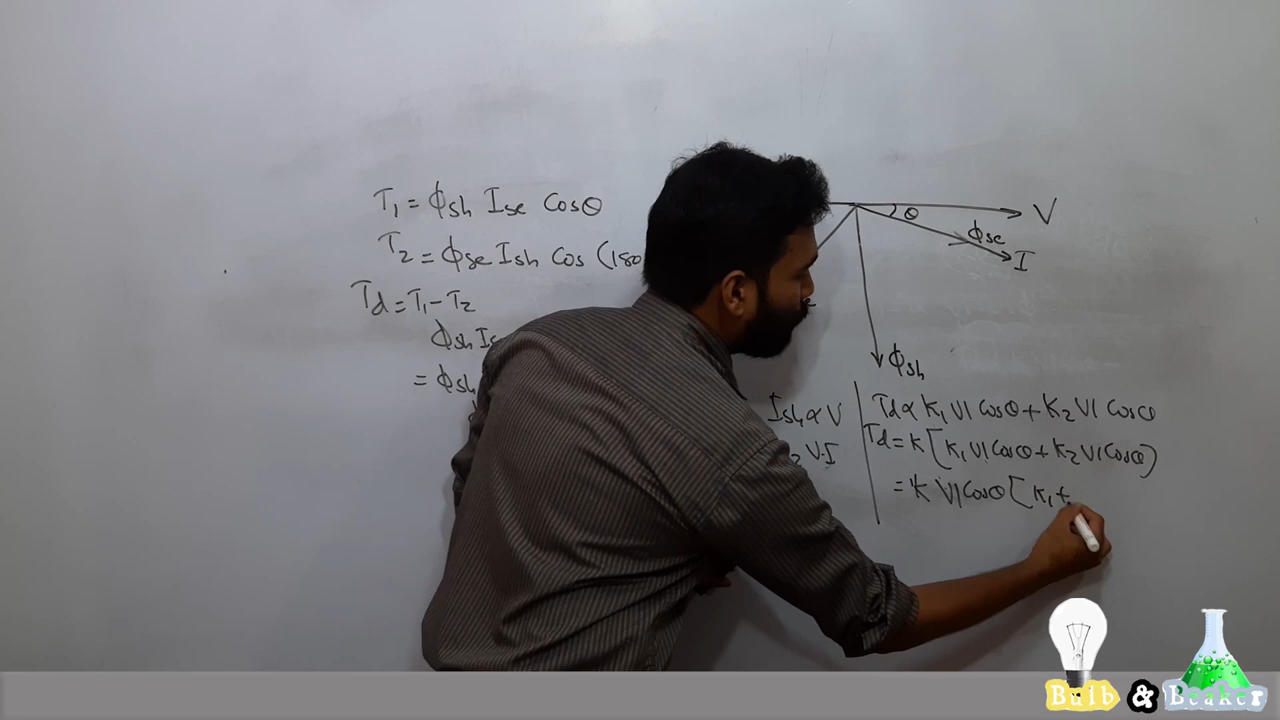 T₁ = ϕsh Ise Cosθ
T₂ = ϕse Ish Cos (180
Td = T₁ - T₂
ϕsh Is
= ϕsh
θ
V
ϕse
I
ϕsh
Ish α V
₂ V·I
Td α K₁ VI Cosθ + K₂ VI Cosθ
Td = K [K₁ VI Cosθ + K₂ VI Cosθ)
= K VI Cosθ [K₁ +
Bulb & Beaker